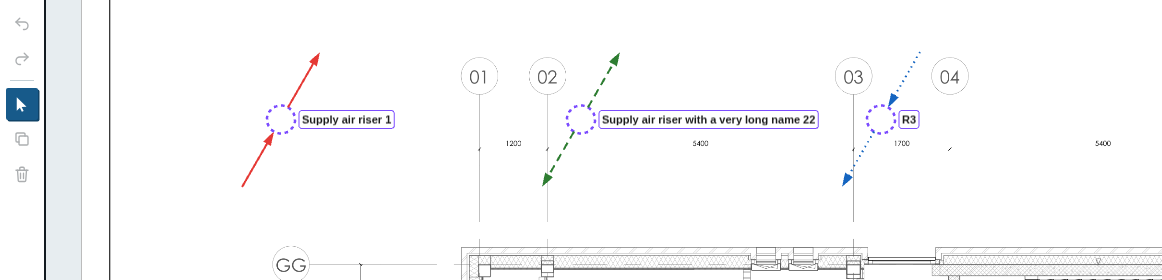 01
02
03
04
Supply air riser 1
Supply air riser with a very long name 22
R3
1200
5400
1700
5400
GG